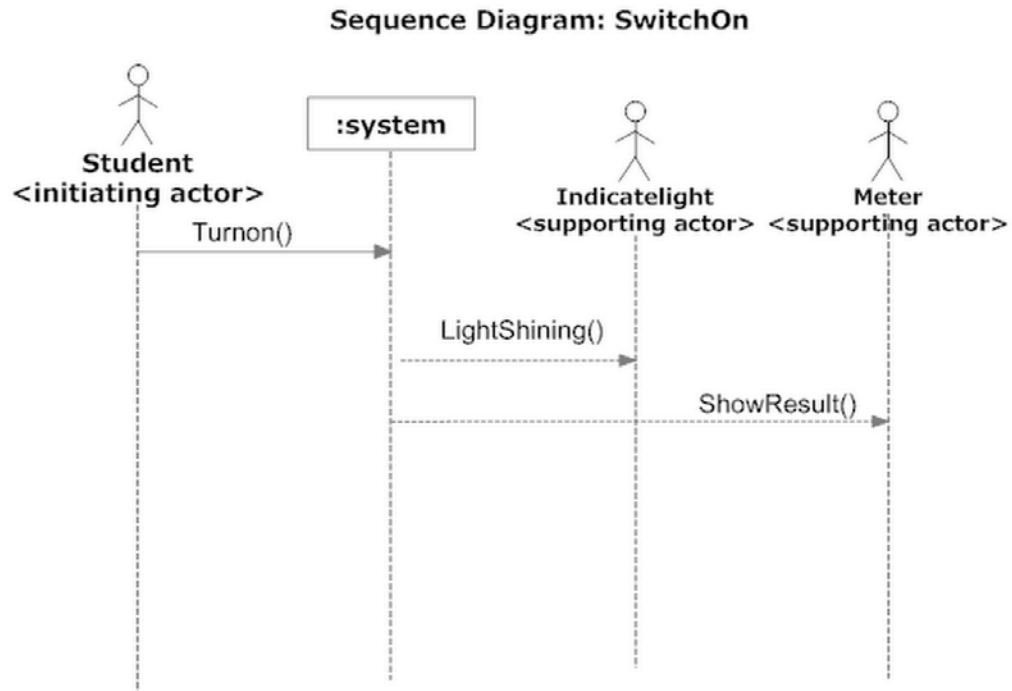 Sequence Diagram: SwitchOn
:system
Student
<initiating actor>
Indicatelight
<supporting actor>
Meter
<supporting actor>
Turnon()
LightShining()
ShowResult()